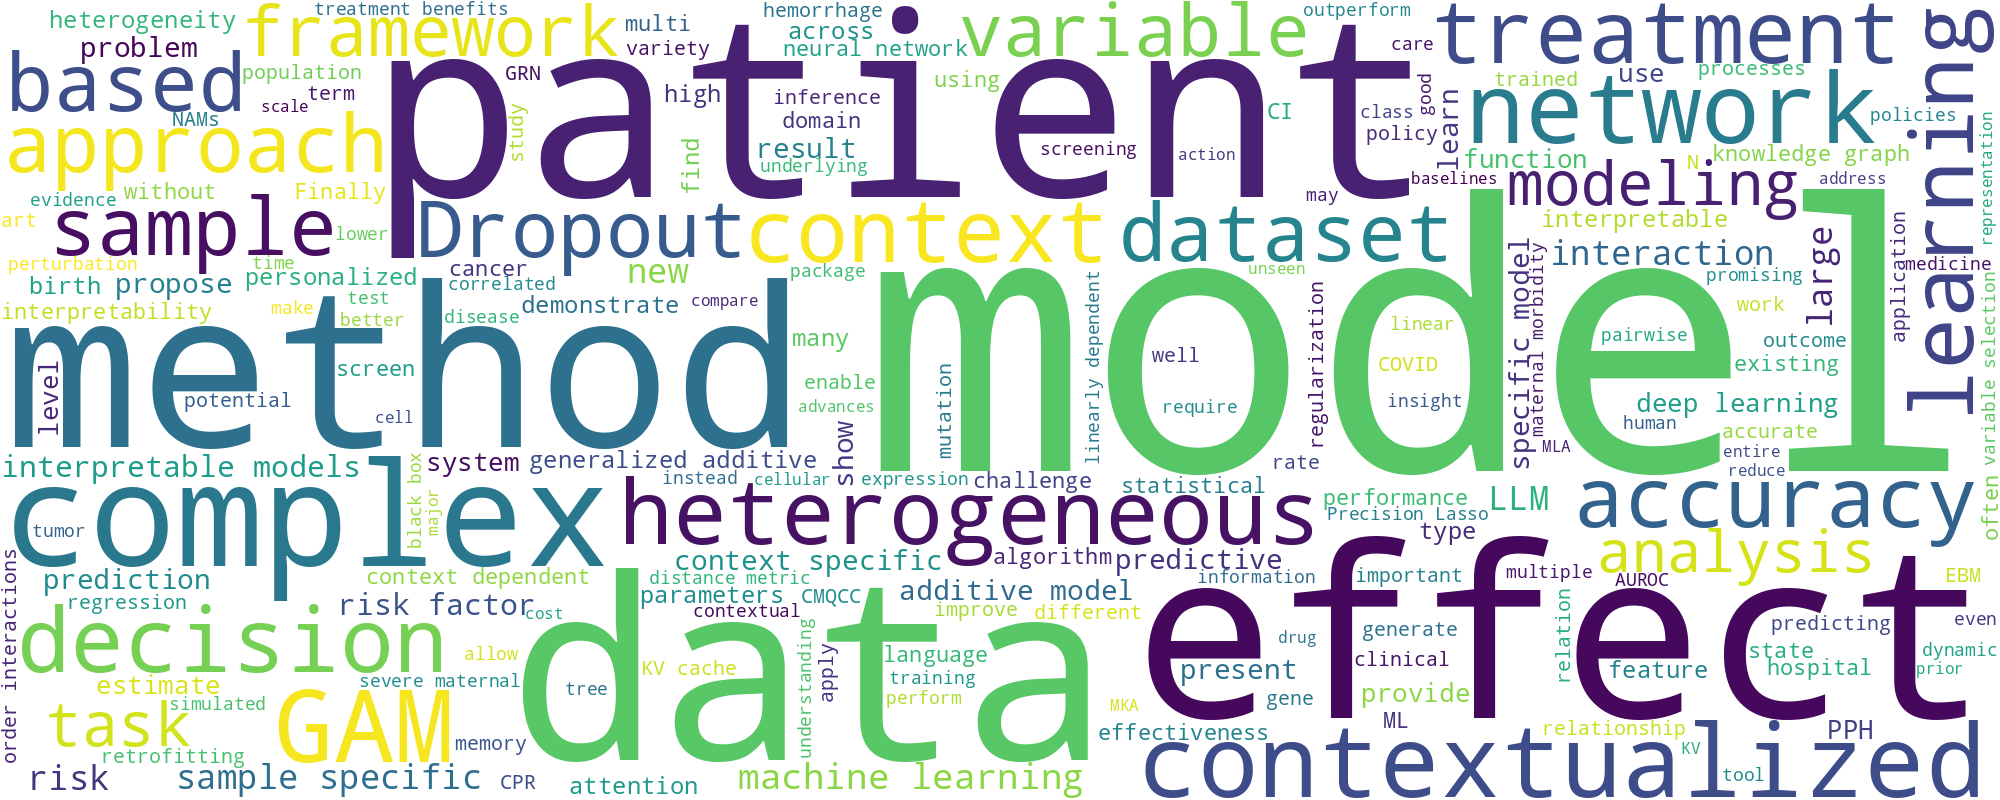 heterogeneity
treatment benefits
multi
hemorrhage
across
outperform
framework
variable
treatment
learning
problem
variety
neural network
care
based
population
patient
GRN
using
trained
use
processes
scale
term
high
inference
CI
class
good
network
NAMs
domain
policy
learn
policies
approach
study
result
screening
action
function
N
knowledge graph
find
underlying
baselines
address
representation
evidence
without
Finally
may
modeling
art
sample
lower
Dropout
context
dataset
interpretable
application
perturbation
time
cancer
new
package
unseen
specific model
interaction
large
medicine
birth
propose
personalized
correlated
demonstrate
compare
linearly dependent
maternal morbidity
promising
interpretability
make
test
better
disease
many
model
regularization
linear
pairwise
work
outcome
method
screen
well
COVID
existing
level
potential
cell
enable
advances
mutation
require
insight
human
deep learning
accurate
variable selection
interpretable models
black box
system
generalized additive
show
rate
MLA
entire
reduce
often
complex
major
instead
cellular
expression
challenge
statistical
performance
LLM
accuracy
tumor
heterogeneous
Precision Lasso
type
order interactions
prediction
context dependent
context specific
algorithm
predictive
analysis
regression
risk factor
cost
distance metric
parameters
CMQCC
additive model
information
important
multiple
AUROC
EBM
decision
contextual
improve
different
effect
drug
generate
relation
predicting
even
allow
data
KV cache
understanding
apply
language
training
perform
present
clinical
feature
state
hospital
dynamic
prior
estimate
severe maternal
tree
gene
provide
simulated
task
GAM
memory
MKA
effectiveness
ML
relationship
PPH
retrofitting
contextualized
KV
tool
risk
sample specific
CPR
attention
machine learning